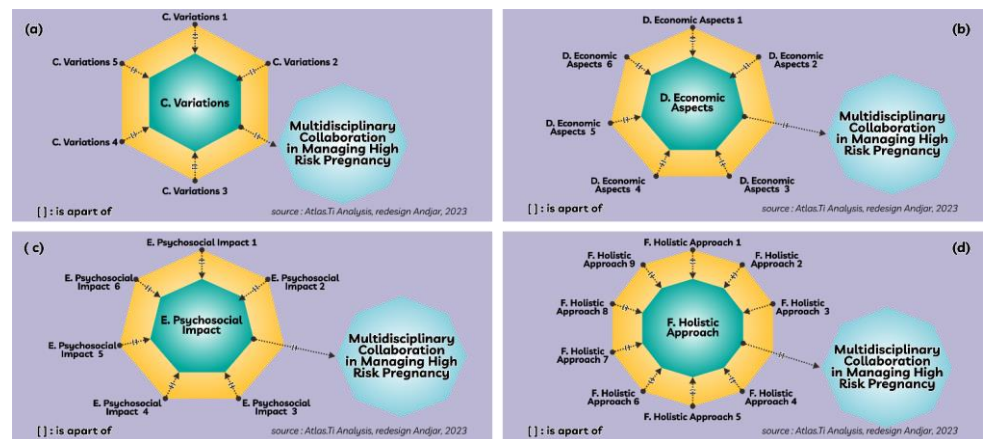 (a)
C. Variations 1
C. Variations 5
C. Variations 2
C. Variations
C. Variations 4
C. Variations 3
Multidisciplinary
Collaboration
in Managing High
Risk Pregnancy
[ ] : is apart of
source : Atlas.Ti Analysis, redesign Andjar, 2023
(b)
D. Economic Aspects 1
D. Economic
Aspects 6
D. Economic
Aspects 2
D. Economic
Aspects
D. Economic
Aspects 5
D. Economic
Aspects 4
D. Economic
Aspects 3
Multidisciplinary
Collaboration
in Managing High
Risk Pregnancy
[ ] : is apart of
source : Atlas.Ti Analysis, redesign Andjar, 2023
( c)
E. Psychosocial Impact 1
E. Psychosocial
Impact 6
E. Psychosocial
Impact 2
E. Psychosocial
Impact
E. Psychosocial
Impact 5
E. Psychosocial
Impact 4
E. Psychosocial
Impact 3
Multidisciplinary
Collaboration
in Managing High
Risk Pregnancy
[ ] : is apart of
source : Atlas.Ti Analysis, redesign Andjar, 2023
(d)
F. Holistic Approach 1
F. Holistic
Approach 9
F. Holistic
Approach 2
F. Holistic
Approach 8
F. Holistic
Approach 3
F. Holistic
Approach
F. Holistic
Approach 7
F. Holistic
Approach 6
F. Holistic
Approach 4
F. Holistic Approach 5
Multidisciplinary
Collaboration
in Managing High
Risk Pregnancy
[ ] : is apart of
source : Atlas.Ti Analysis, redesign Andjar, 2023